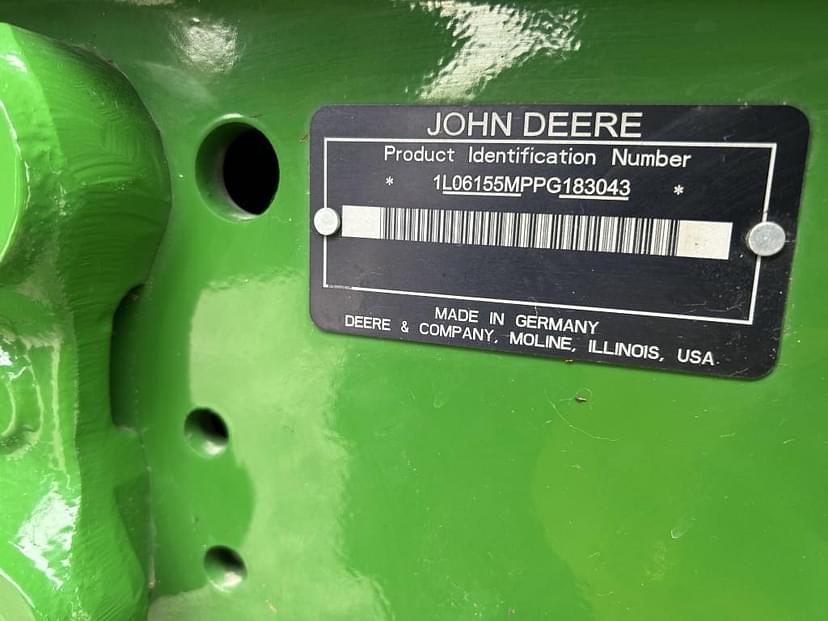 JOHN DEERE
Product Identification Number
* 1L06155MPPG183043 *
MADE IN GERMANY
DEERE & COMPANY, MOLINE, ILLINOIS, USA